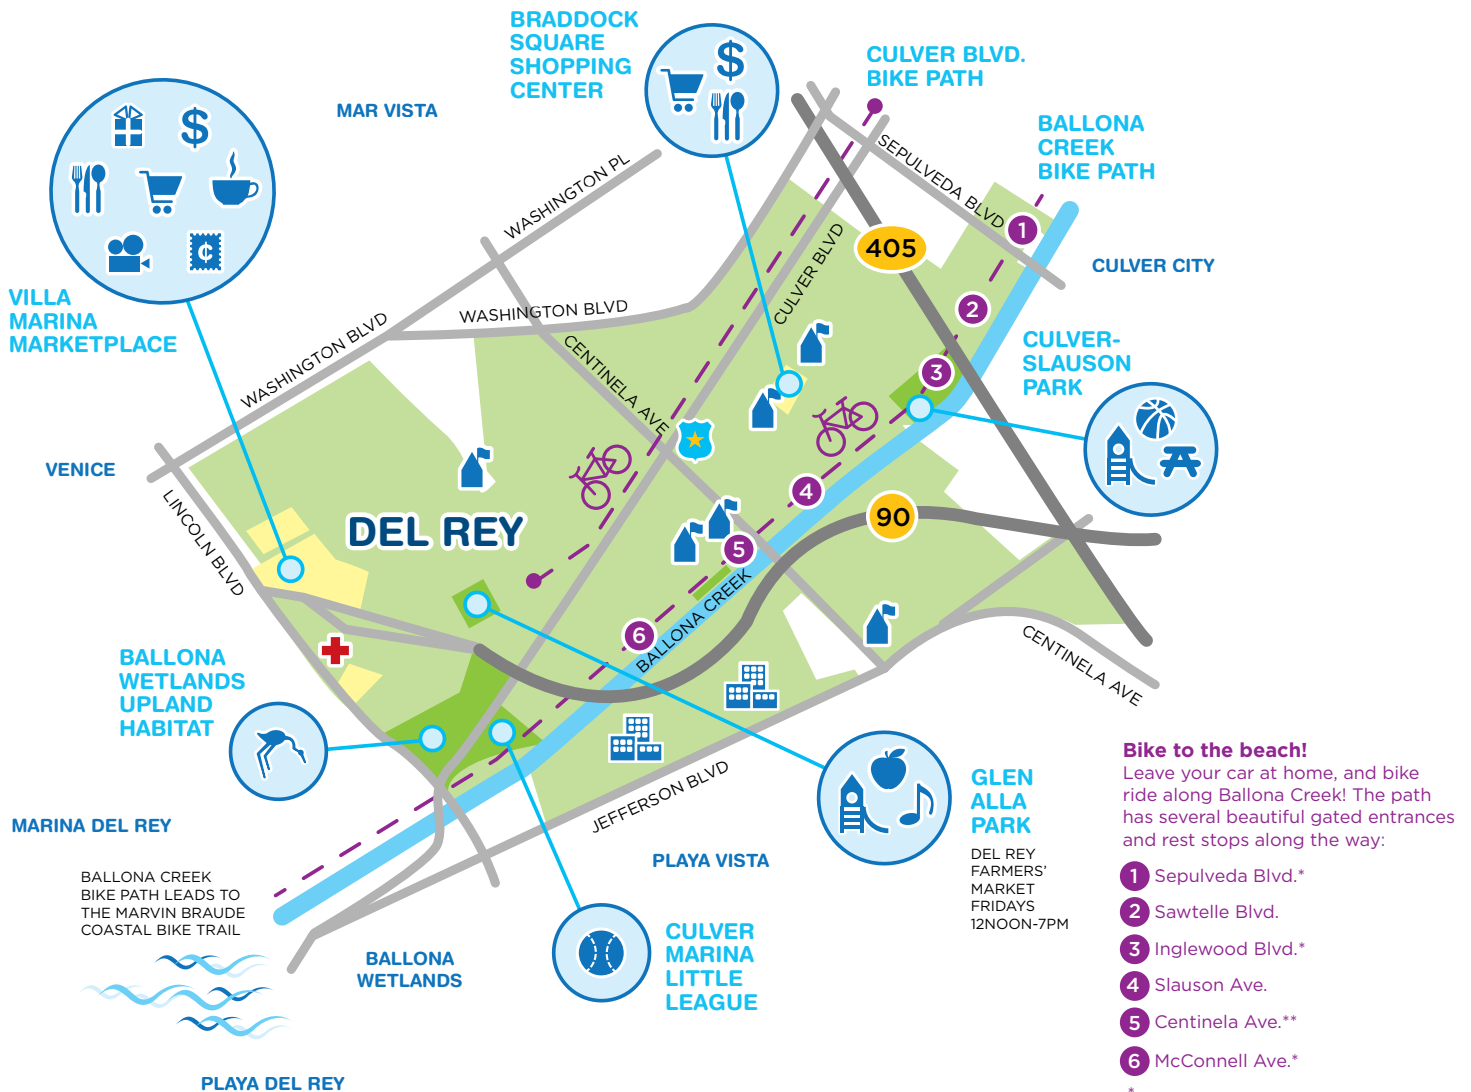 BRADDOCK
SQUARE
SHOPPING
CENTER
$
CULVER BLVD.
BIKE PATH
MAR VISTA
$
¢
BALLONA
CREEK
BIKE PATH
WASHINGTON PL
SEPULVEDA BLVD
1
405
CULVER BLVD
CULVER CITY
VILLA
MARINA
MARKETPLACE
WASHINGTON BLVD
WASHINGTON BLVD
2
CENTINELA AVE
CULVER-
SLAUSON
PARK
3
VENICE
LINCOLN BLVD
DEL REY
4
90
5
BALLONA CREEK
6
CENTINELA AVE
BALLONA
WETLANDS
UPLAND
HABITAT
JEFFERSON BLVD
MARINA DEL REY
PLAYA VISTA
GLEN
ALLA
PARK
DEL REY
FARMERS'
MARKET
FRIDAYS
12NOON-7PM
BALLONA CREEK
BIKE PATH LEADS TO
THE MARVIN BRAUDE
COASTAL BIKE TRAIL
BALLONA
WETLANDS
CULVER
MARINA
LITTLE
LEAGUE
PLAYA DEL REY
Bike to the beach!
Leave your car at home, and bike
ride along Ballona Creek! The path
has several beautiful gated entrances
and rest stops along the way:
1 Sepulveda Blvd.*
2 Sawtelle Blvd.
3 Inglewood Blvd.*
4 Slauson Ave.
5 Centinela Ave.**
6 McConnell Ave.*
*